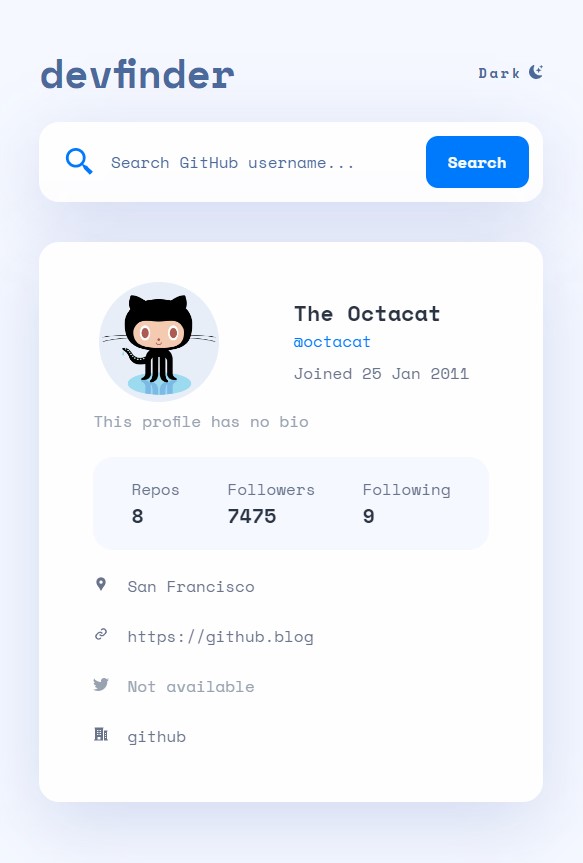 devfinder
Dark
Search GitHub username...
Search
The Octacat
@octacat
Joined 25 Jan 2011
This profile has no bio
Repos Followers Following
8 7475 9
San Francisco
https://github.blog
Not available
github